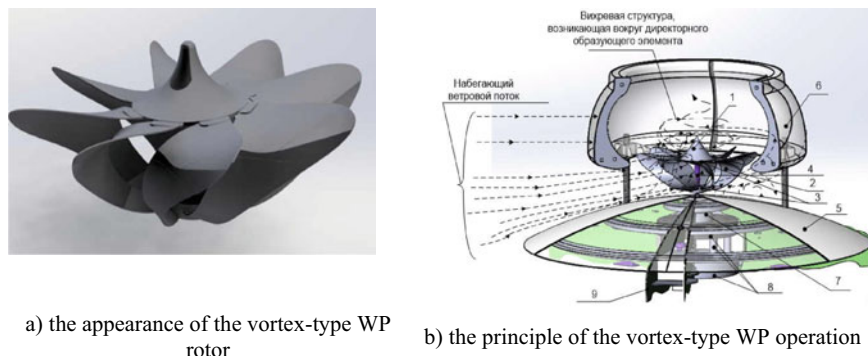 Вихревая структура,
возникающая вокруг директорного
образующего элемента
Набегающий
ветровой поток
1
6
4
2
3
5
7
8
9
a) the appearance of the vortex-type WP
rotor
b) the principle of the vortex-type WP operation